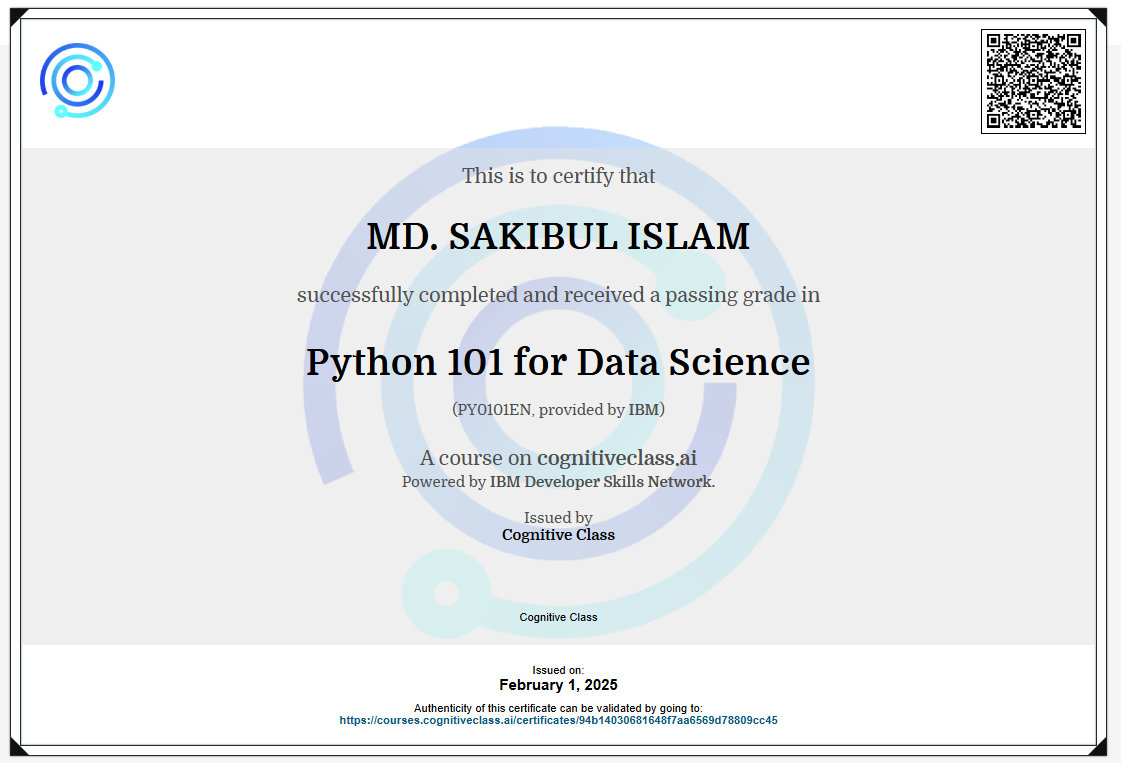 This is to certify that
MD. SAKIBUL ISLAM
successfully completed and received a passing grade in
Python 101 for Data Science
(PY0101EN, provided by IBM)
A course on cognitiveclass.ai
Powered by IBM Developer Skills Network.
Issued by
Cognitive Class
Cognitive Class
Issued on:
February 1, 2025
Authenticity of this certificate can be validated by going to:
https://courses.cognitiveclass.ai/certificates/94b14030681648f7aa6569d78809cc45